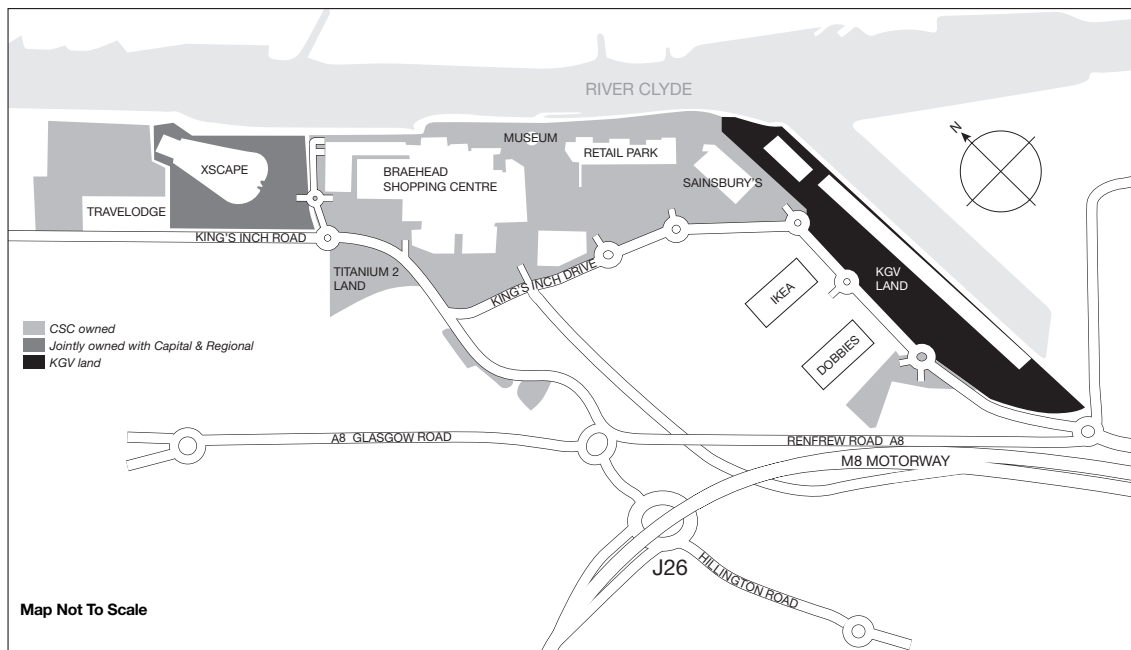 RIVER CLYDE
N
MUSEUM
RETAIL PARK
XSCAPE
BRAEHEAD
SHOPPING CENTRE
SAINSBURY'S
TRAVELODGE
KING'S INCH ROAD
TITANIUM 2
LAND
KING'S INCH DRIVE
IKEA
KGV
LAND
DOBBIES
CSC owned
Jointly owned with Capital & Regional
KGV land
A8 GLASGOW ROAD
RENFREW ROAD A8
M8 MOTORWAY
J26
HILLINGTON ROAD
Map Not To Scale